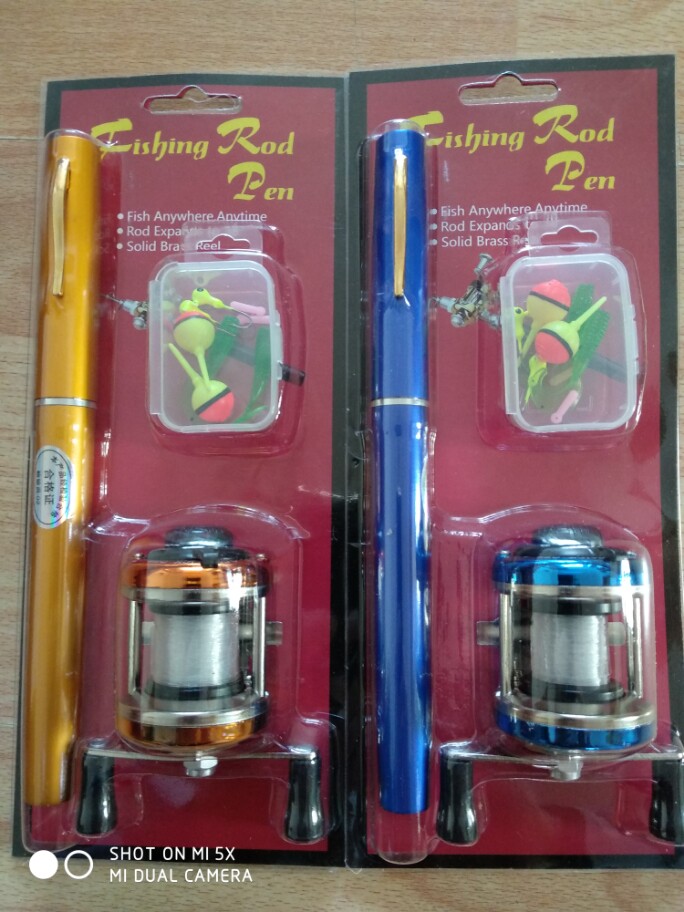 Fishing Rod
Pen
• Fish Anywhere Anytime
• Rod Expands
• Solid Brass Reel
合格证
Fishing Rod
Pen
• Fish Anywhere Anytime
• Rod Expands
• Solid Brass
SHOT ON MI 5X
MI DUAL CAMERA